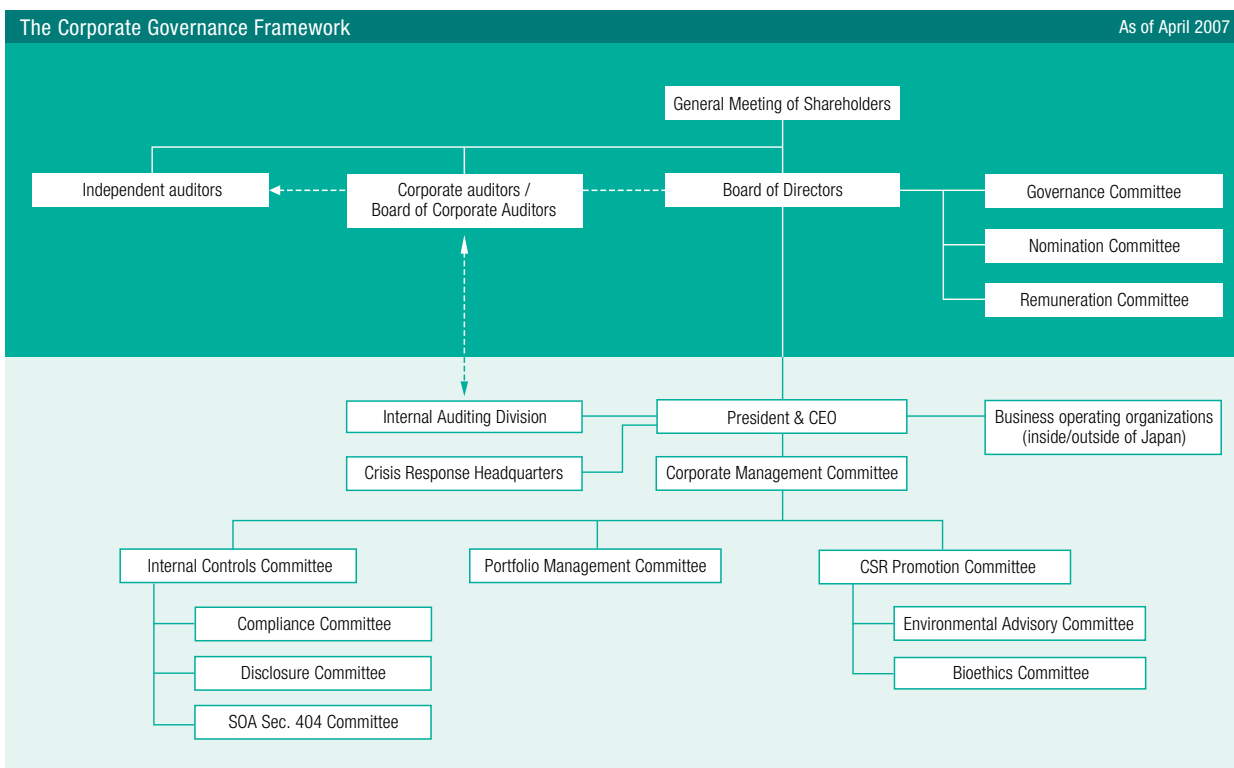 The Corporate Governance Framework
As of April 2007
General Meeting of Shareholders
Independent auditors
Corporate auditors /
Board of Corporate Auditors
Board of Directors
Governance Committee
Nomination Committee
Remuneration Committee
Internal Auditing Division
President & CEO
Business operating organizations
(inside/outside of Japan)
Crisis Response Headquarters
Corporate Management Committee
Internal Controls Committee
Portfolio Management Committee
CSR Promotion Committee
Compliance Committee
Environmental Advisory Committee
Disclosure Committee
Bioethics Committee
SOA Sec. 404 Committee